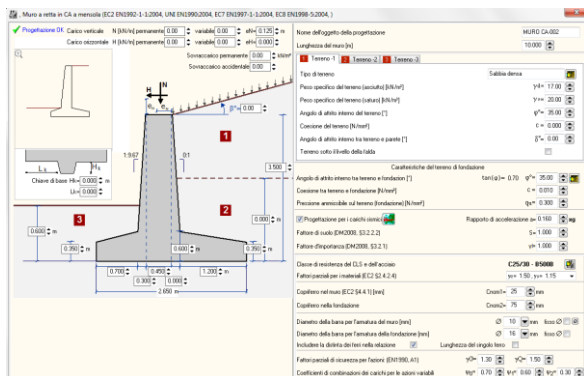 , Muro a retta in CA a mensola (EC2 EN1992-1-1:2004, UNI EN1990:2004, EC7 EN1997-1-1:2004, EC8 EN1998-5:2004, )
Progettazione OK
Carico verticale N [kN/m] permanente 0.00 variabile 0.00 eN= 0.125 m
Carico orizzontale H [kN/m] permanente 0.00 variabile 0.00 eH= 0.000 m
Sovraccarico permanente 0.00 kN/m²
Sovraccarico accidentale 0.00
N
H
β°= 0.00
1
1:9.67
0:1
3.500 m
Chiave di base Hk= 0.000 m
Lk= 0.000 m
3
2
0.600 m
0.000 m
0.350 m
0.600 m
0.350 m
0.700
0.450
1.200 m
0.300
0.000 m
2.650 m
Nome dell'oggetto della progettazione MURO CA-002
Lunghezza del muro [m] 10.000
1 Terreno -1
2 Terreno -2
3 Terreno -3
Tipo di terreno Sabbia densa
Peso specifico del terreno (asciutto) [kN/m³] γd= 17.00
Peso specifico del terreno (saturo) [kN/m³] γs= 20.00
Angolo di attrito interno del terreno [°] φ°= 35.00
Coesione del terreno [N/mm²] c = 0.000
Angolo di attrito interno tra terreno e parete [°] δ°= 0.00
Terreno sotto il livello della falda
Caratteristiche del terreno di fondazione
Angolo di attrito interno tra terreno e fondazion [°] tan(φ)= 0.70 φ°= 35.00
Coesione tra terreno e fondazione [N/mm²] c = 0.010
Pressione ammissibile sul terreno (fondazione) [N/mm²] qu= 0.300
Progettazione per i carichi sismici Rapporto di accelerazione a= 0.160 ×g
Fattore di suolo (DM2008, §3.2.2.2) S= 1.000
Fattore d'importanza (DM2008, §3.2.1) γI= 1.000
Classe di resistenza del CLS e dell'acciaio C25/30 - B500B
Fattori parziali per i materiali (EC2 §2.4.2.4) γc= 1.50, γs= 1.15
Copriferro nel muro (EC2 §4.4.1) [mm] Cnom1= 25 mm
Copriferro nella fondazione Cnom2= 75 mm
Diametro della barra per l'armatura del muro [mm] Ø 10 mm fisso Ø
Diametro della barra per l'armatura della fondazione [mm] Ø 16 mm fisso Ø
Includere la distinta dei ferri nella relazione Lunghezza del singolo ferro
Fattori parziali di sicurezza per l'azioni (EN1990, A1) γG= 1.30 γQ= 1.50
Coefficienti di combinazioni dei carichi per le azioni variabili ψ0= 0.70 ψ1= 0.60 ψ2= 0.30